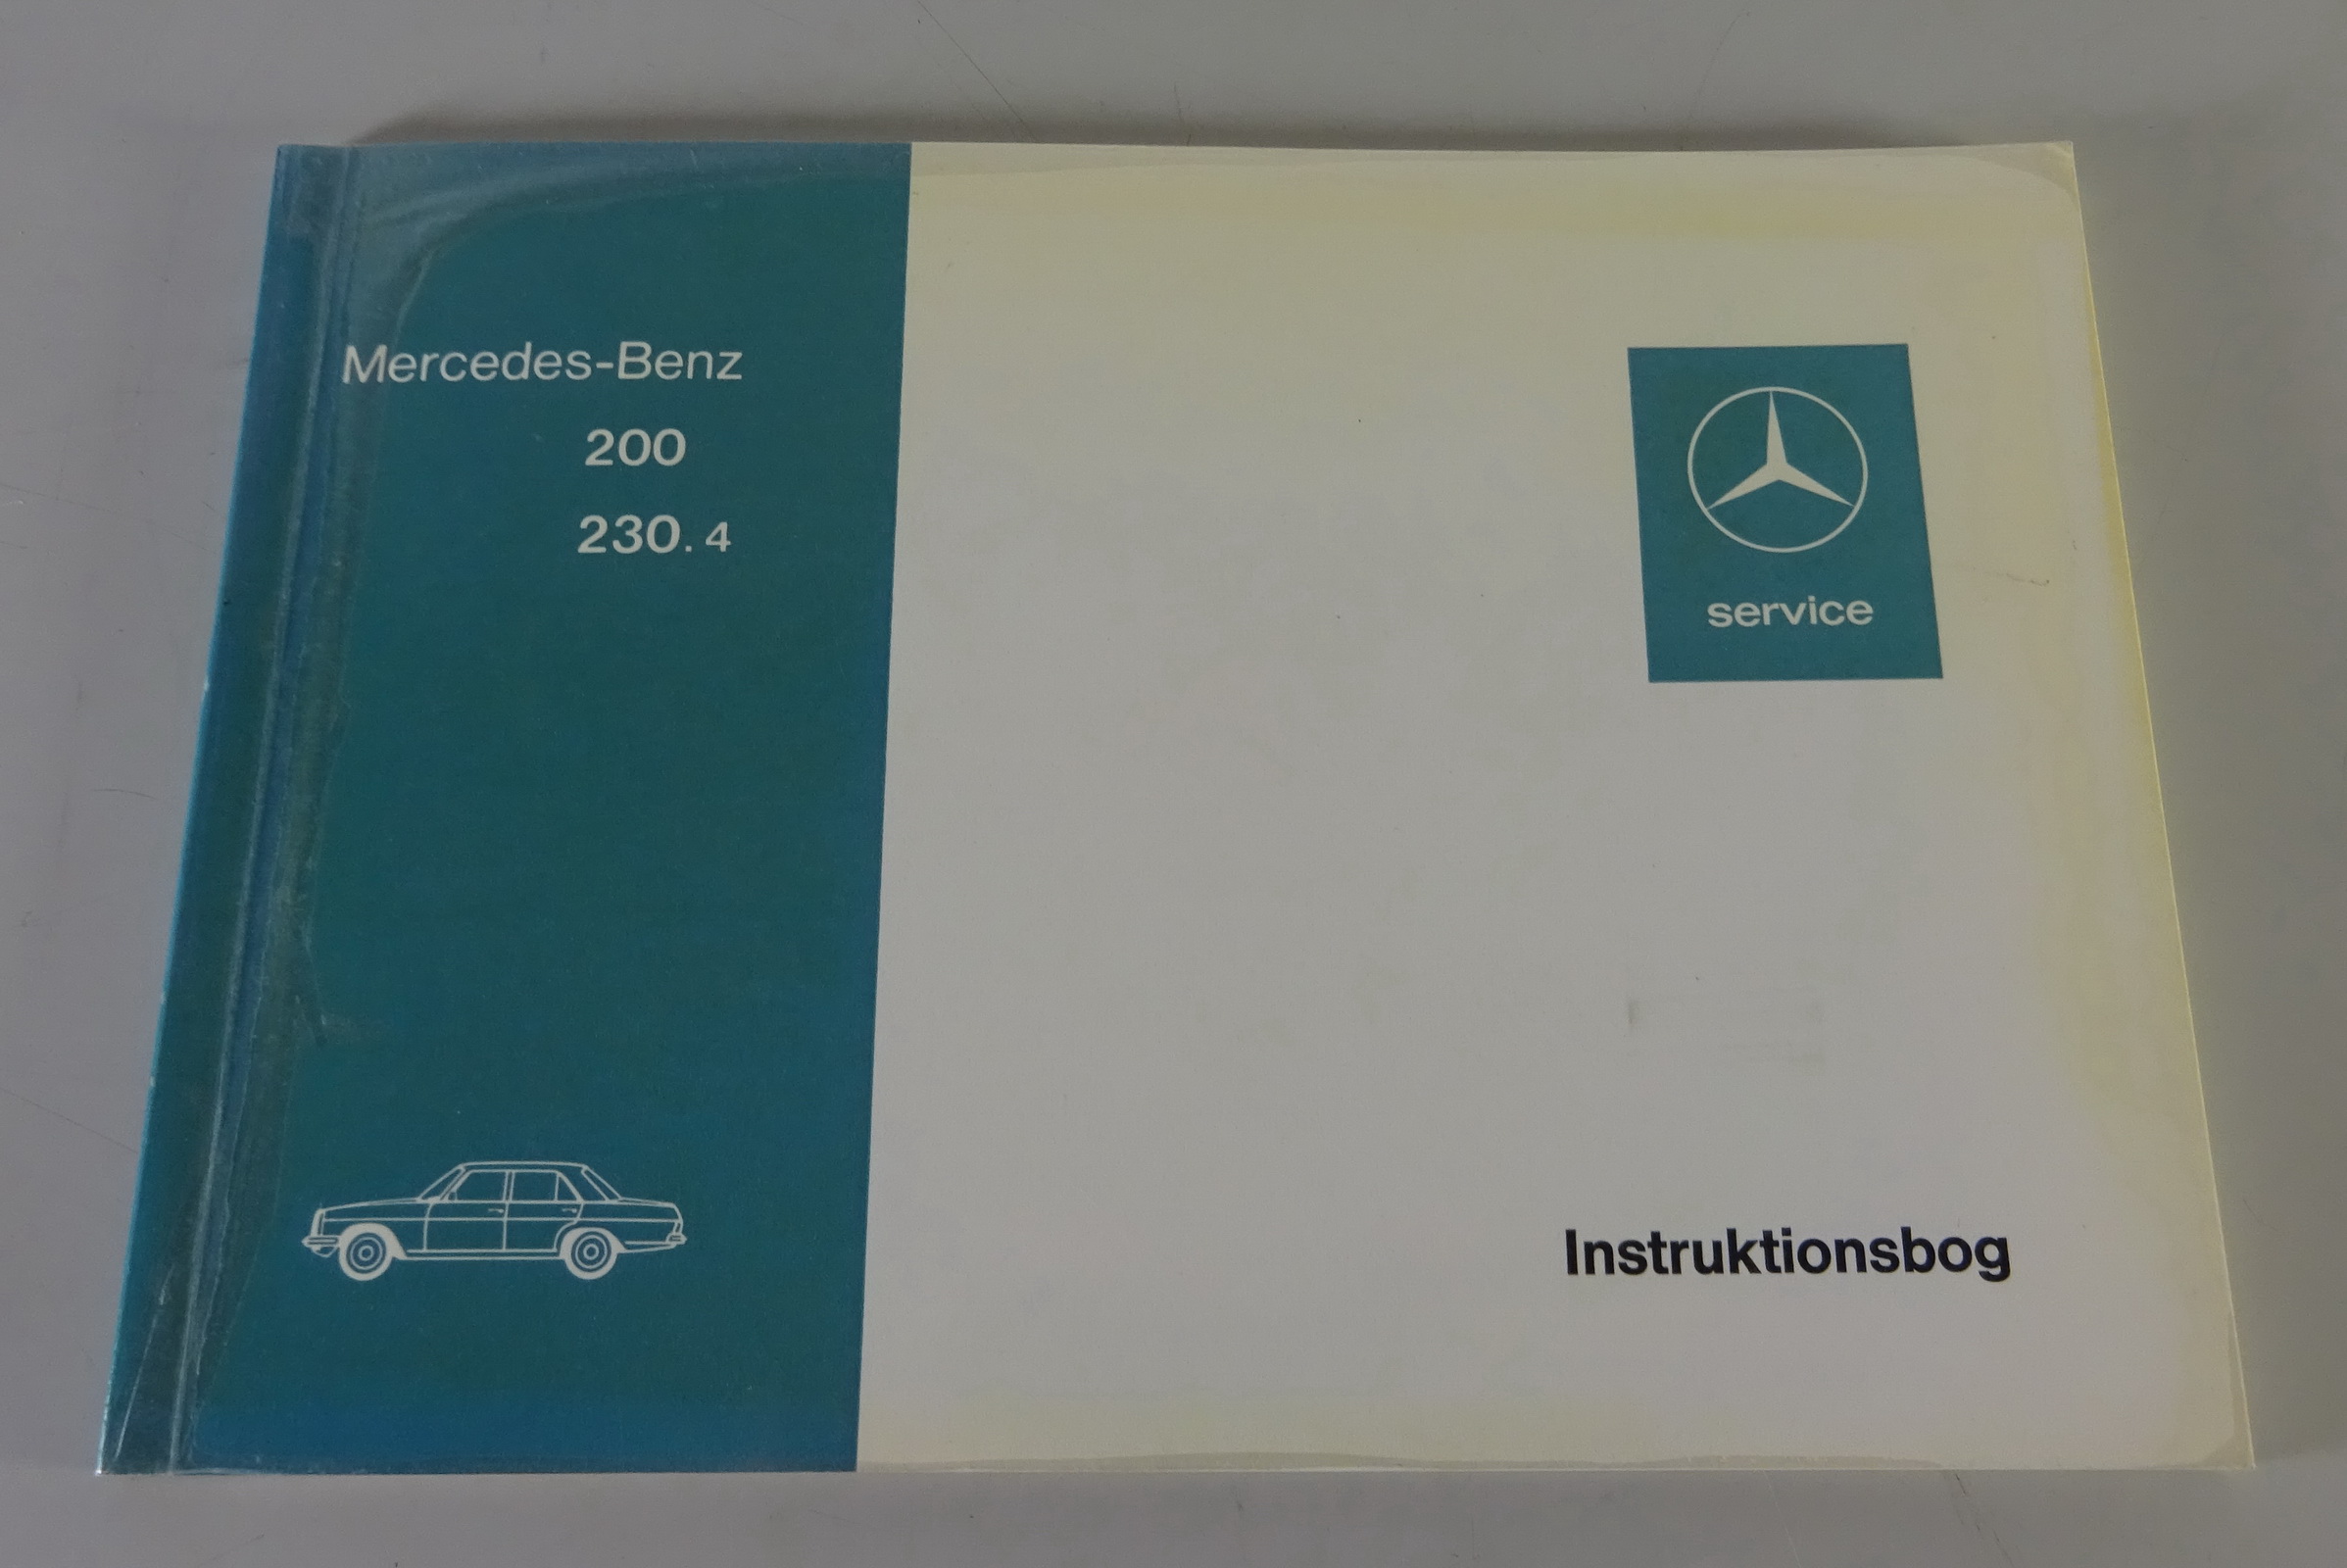 Mercedes-Benz
200
230.4
service
Instruktionsbog